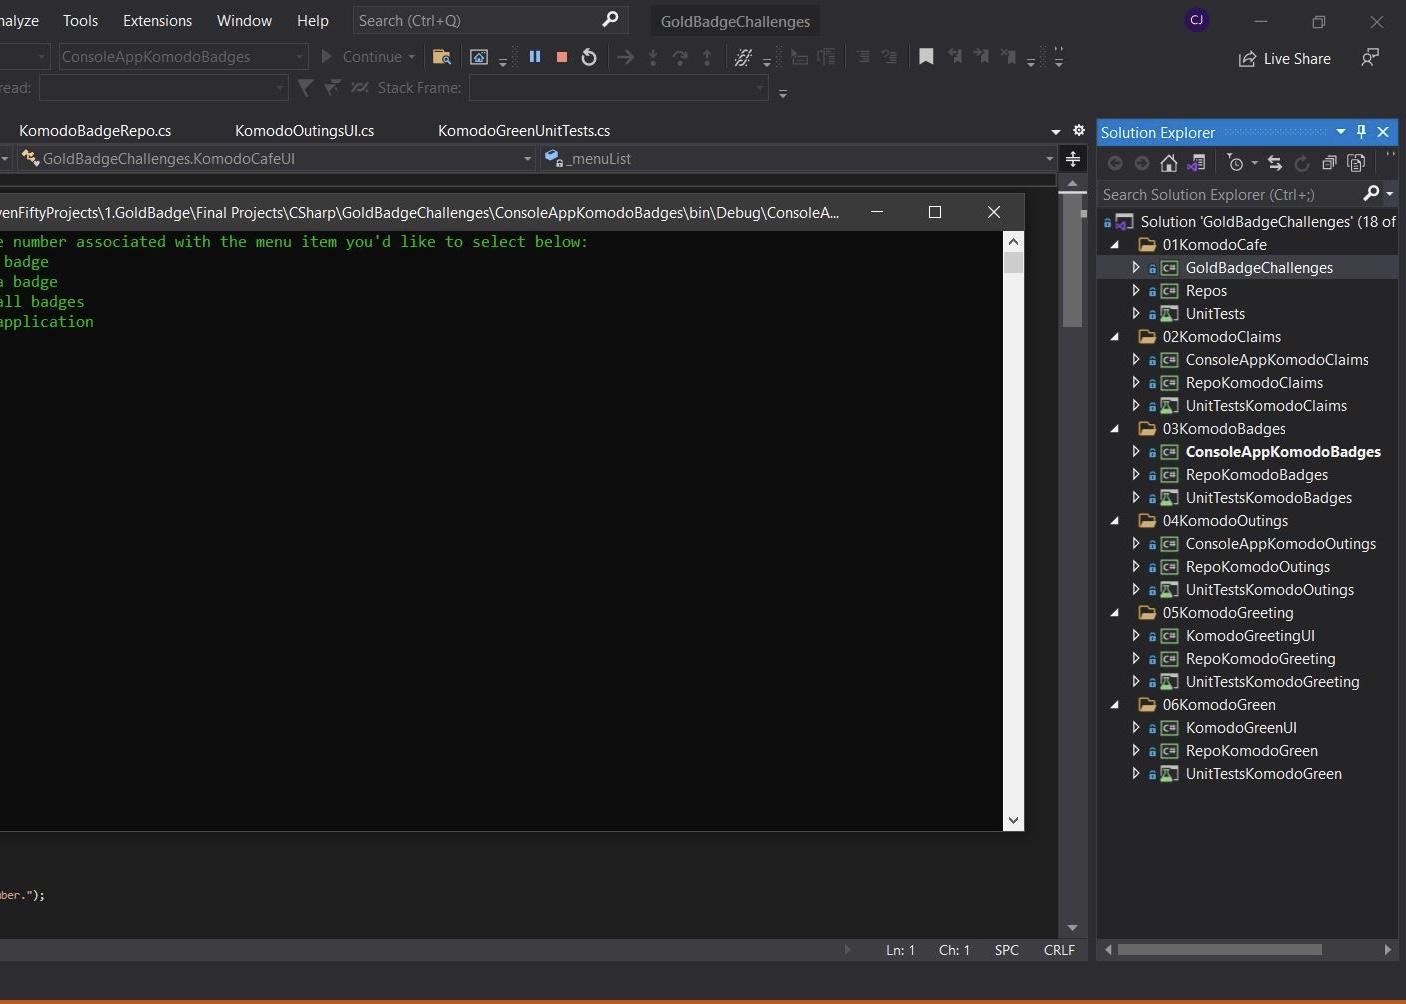 nalyze Tools Extensions Window Help Search (Ctrl+Q) GoldBadgeChallenges CJ
ConsoleAppKomodoBadges Continue Live Share
read: Stack Frame:
KomodoBadgeRepo.cs KomodoOutingsUI.cs KomodoGreenUnitTests.cs
GoldBadgeChallenges.KomodoCafeUI _menuList
venFiftyProjects\1.GoldBadge\Final Projects\CSharp\GoldBadgeChallenges\ConsoleAppKomodoBadges\bin\Debug\ConsoleA...
e number associated with the menu item you'd like to select below:
badge
a badge
all badges
application
mber.");
Ln: 1 Ch: 1 SPC CRLF
Solution Explorer
Search Solution Explorer (Ctrl+;)
Solution 'GoldBadgeChallenges' (18 of
01KomodoCafe
C# GoldBadgeChallenges
C# Repos
UnitTests
02KomodoClaims
C# ConsoleAppKomodoClaims
C# RepoKomodoClaims
UnitTestsKomodoClaims
03KomodoBadges
C# ConsoleAppKomodoBadges
C# RepoKomodoBadges
UnitTestsKomodoBadges
04KomodoOutings
C# ConsoleAppKomodoOutings
C# RepoKomodoOutings
UnitTestsKomodoOutings
05KomodoGreeting
C# KomodoGreetingUI
C# RepoKomodoGreeting
UnitTestsKomodoGreeting
06KomodoGreen
C# KomodoGreenUI
C# RepoKomodoGreen
UnitTestsKomodoGreen